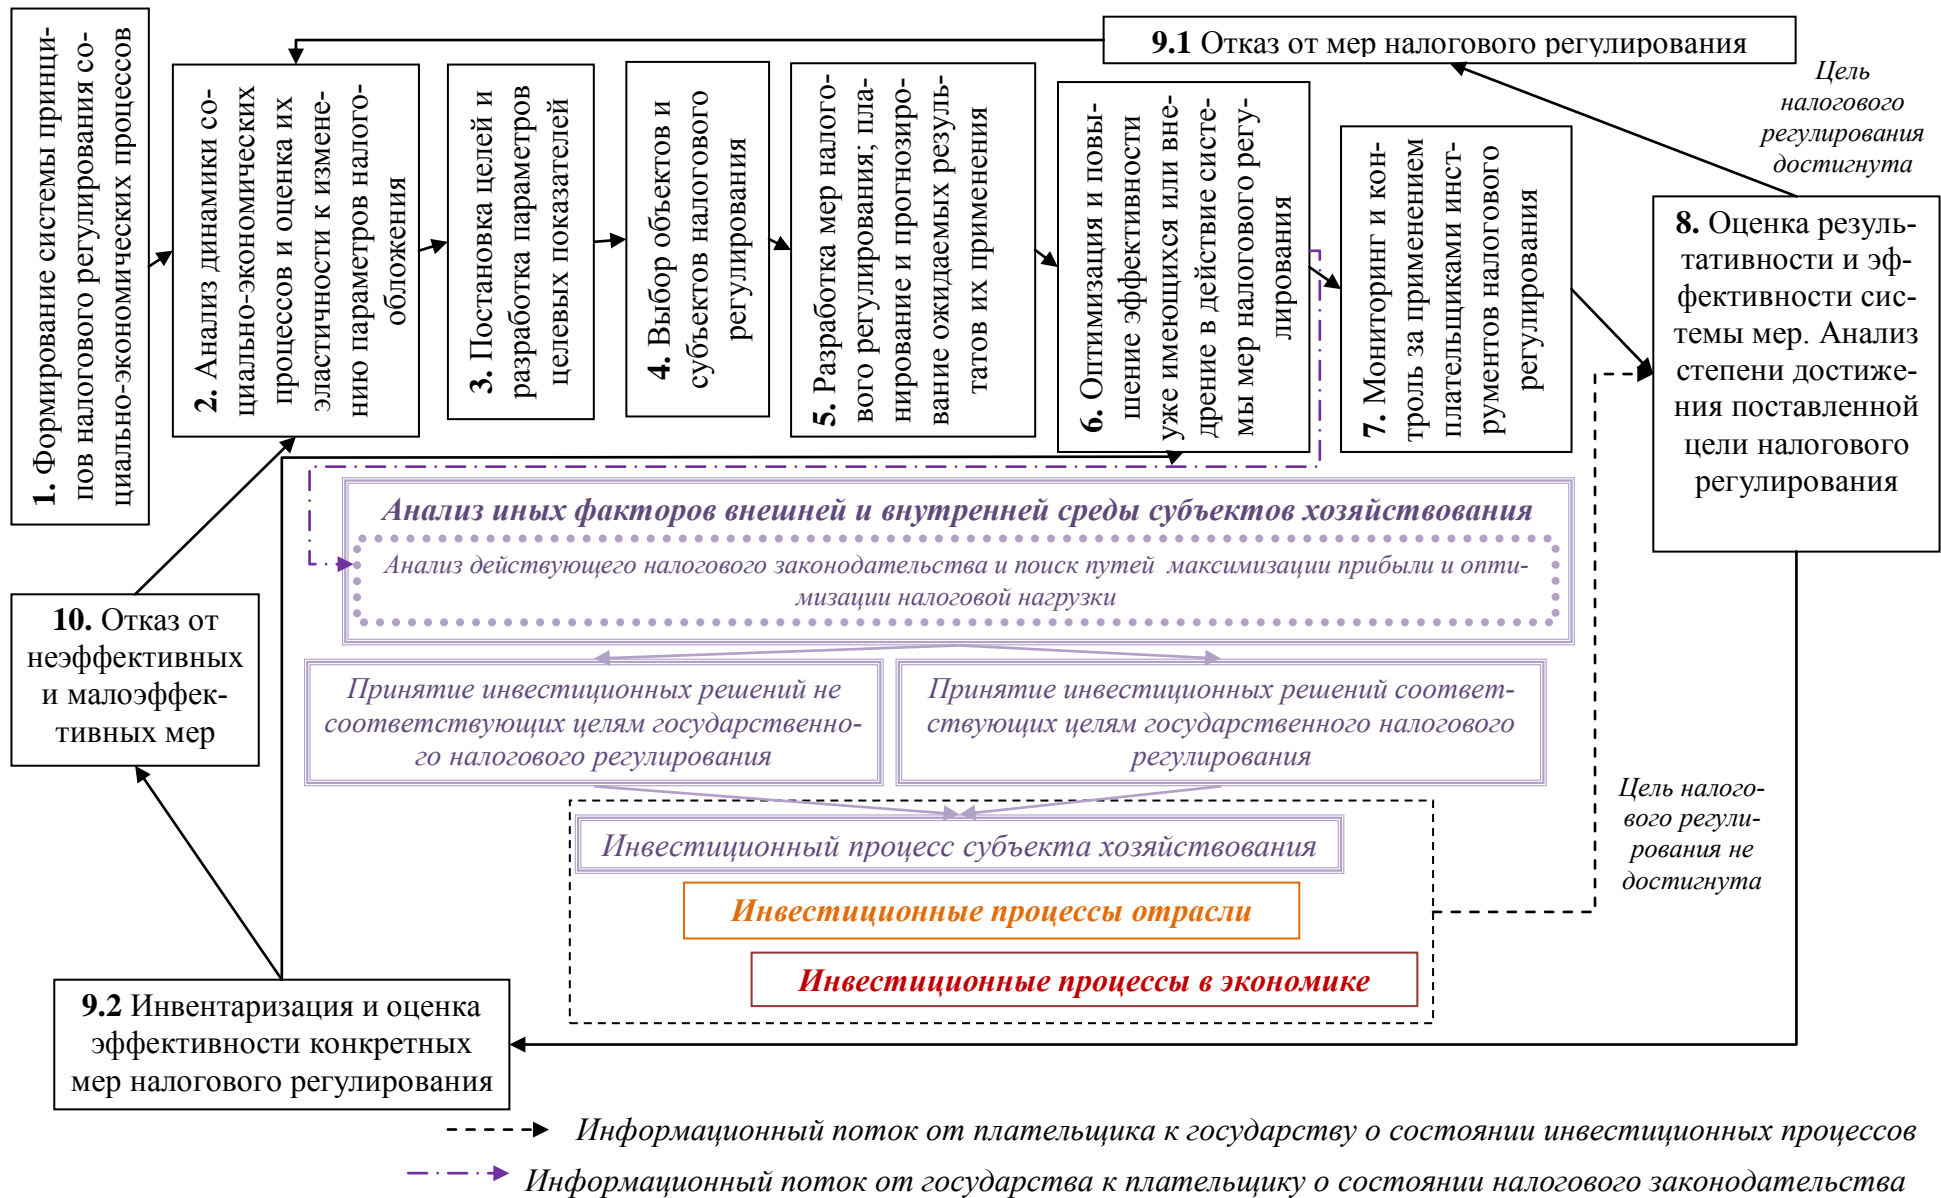 1. Формирование системы принци-
пов налогового регулирования со-
циально-экономических процессов
2. Анализ динамики со-
циально-экономических
процессов и оценка их
эластичности к измене-
нию параметров налого-
обложения
3. Постановка целей и
разработка параметров
целевых показателей
4. Выбор объектов и
субъектов налогового
регулирования
5. Разработка мер налого-
вого регулирования; пла-
нирование и прогнозиро-
вание ожидаемых резуль-
татов их применения
6. Оптимизация и повы-
шение эффективности
уже имеющихся или вне-
дрение в действие систе-
мы мер налогового регу-
лирования
7. Мониторинг и кон-
троль за применением
плательщиками инст-
рументов налогового
регулирования
9.1 Отказ от мер налогового регулирования
Цель
налогового
регулирования
достигнута
8. Оценка резуль-
тативности и эф-
фективности сис-
темы мер. Анализ
степени достиже-
ния поставленной
цели налогового
регулирования
Анализ иных факторов внешней и внутренней среды субъектов хозяйствования
Анализ действующего налогового законодательства и поиск путей максимизации прибыли и опти-
мизации налоговой нагрузки
10. Отказ от
неэффективных
и малоэффек-
тивных мер
Принятие инвестиционных решений не
соответствующих целям государственно-
го налогового регулирования
Принятие инвестиционных решений соответ-
ствующих целям государственного налогового
регулирования
Цель налого-
вого регули-
рования не
достигнута
Инвестиционный процесс субъекта хозяйствования
Инвестиционные процессы отрасли
Инвестиционные процессы в экономике
9.2 Инвентаризация и оценка
эффективности конкретных
мер налогового регулирования
Информационный поток от плательщика к государству о состоянии инвестиционных процессов
Информационный поток от государства к плательщику о состоянии налогового законодательства